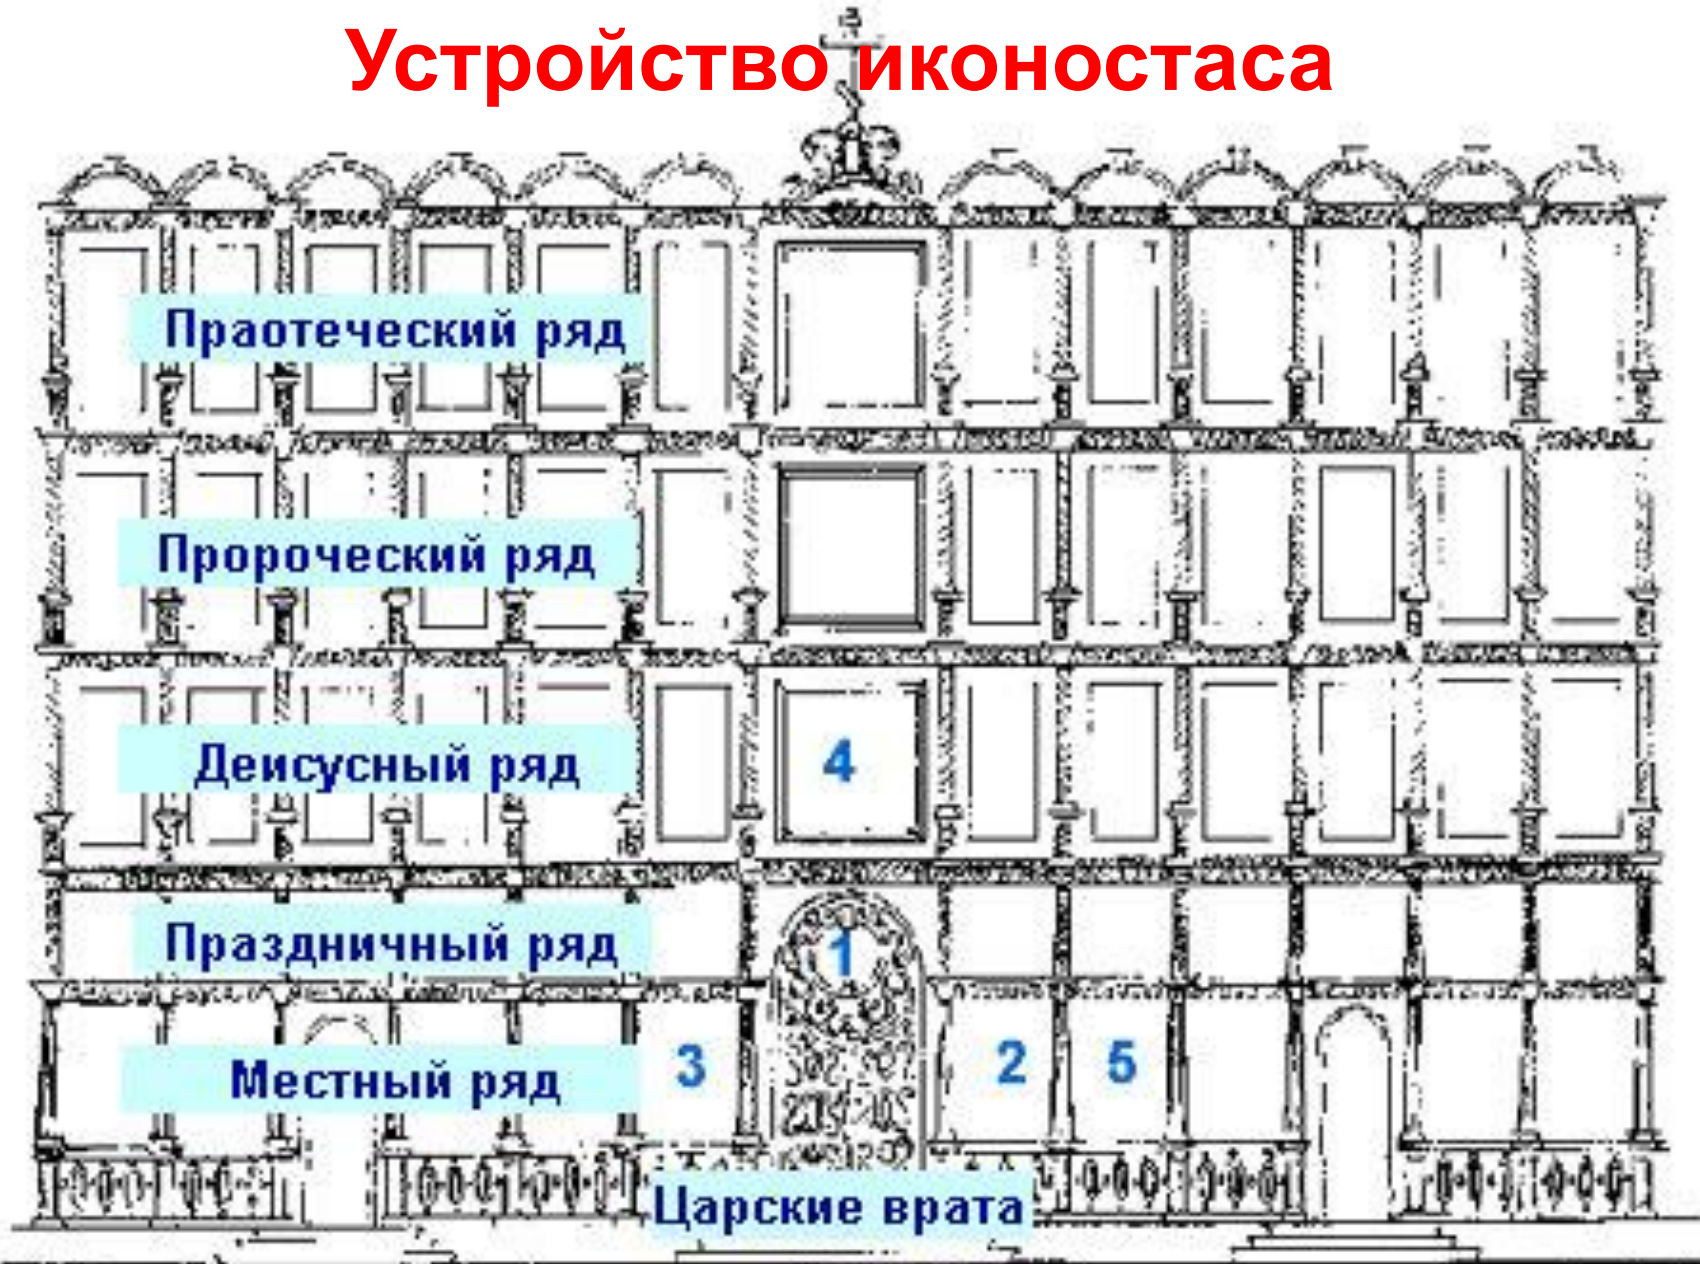 Устройство иконостаса
Праотеческий ряд
Пророческий ряд
Деисусный ряд
4
Праздничный ряд
1
Местный ряд
3
2
5
Царские врата